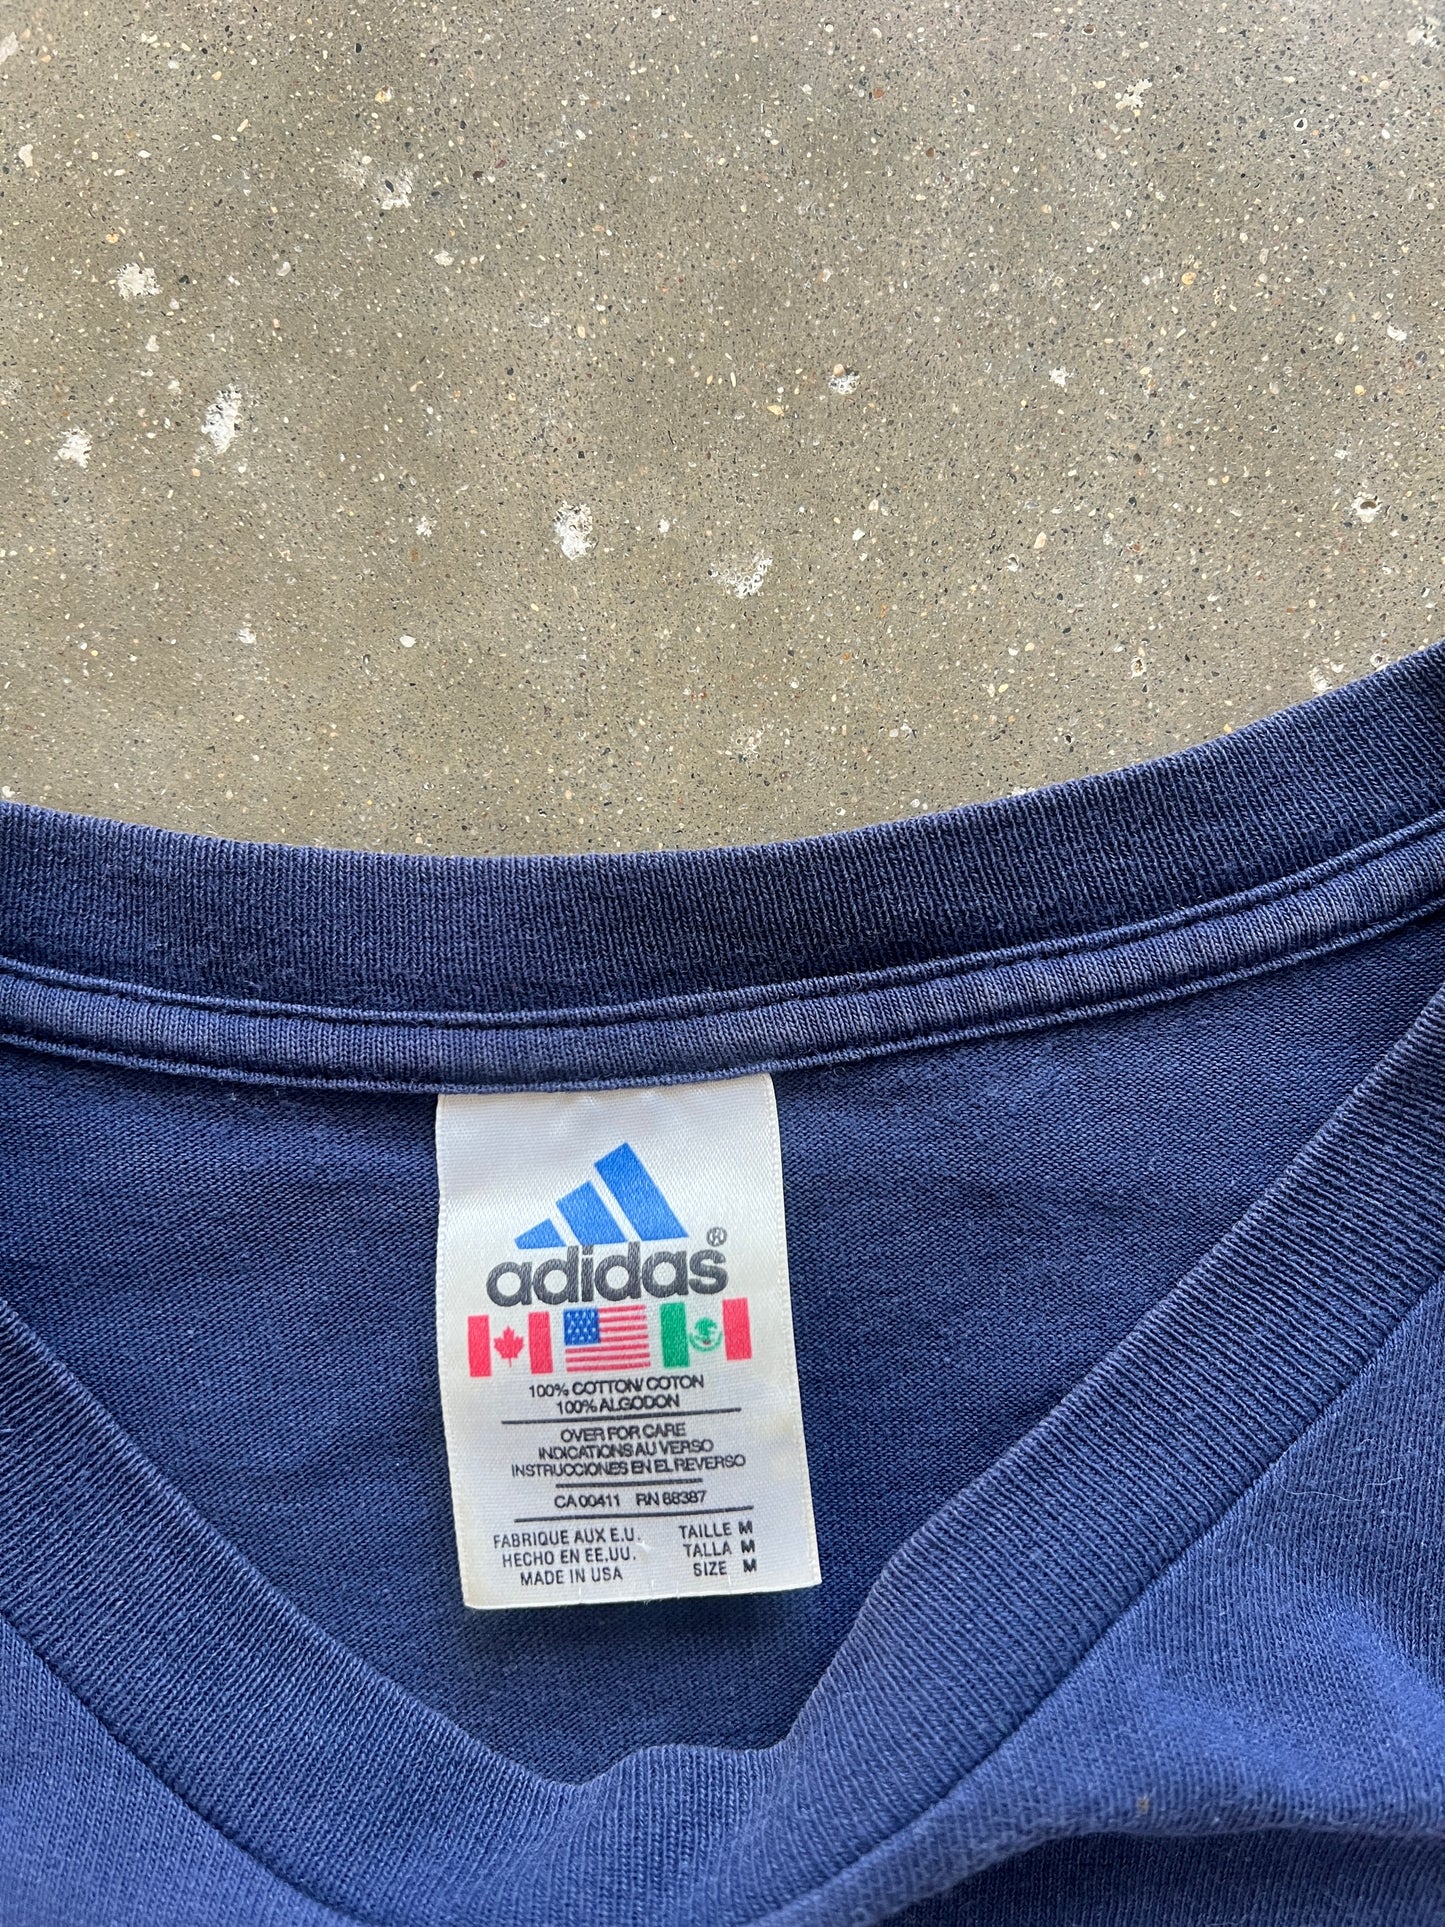 adidas®
100% COTTON/ COTON
100% ALGODON
OVER FOR CARE
INDICATIONS AU VERSO
INSTRUCCIONES EN EL REVERSO
CA 00411 RN 88387
FABRIQUE AUX E.U. TAILLE M
HECHO EN EE.UU. TALLA M
MADE IN USA SIZE M